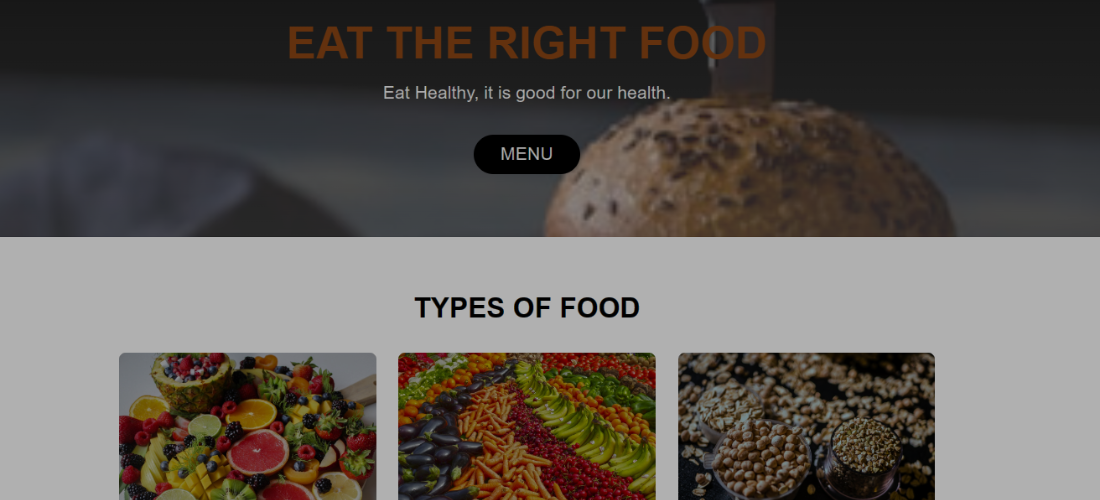 EAT THE RIGHT FOOD
Eat Healthy, it is good for our health.
MENU
TYPES OF FOOD